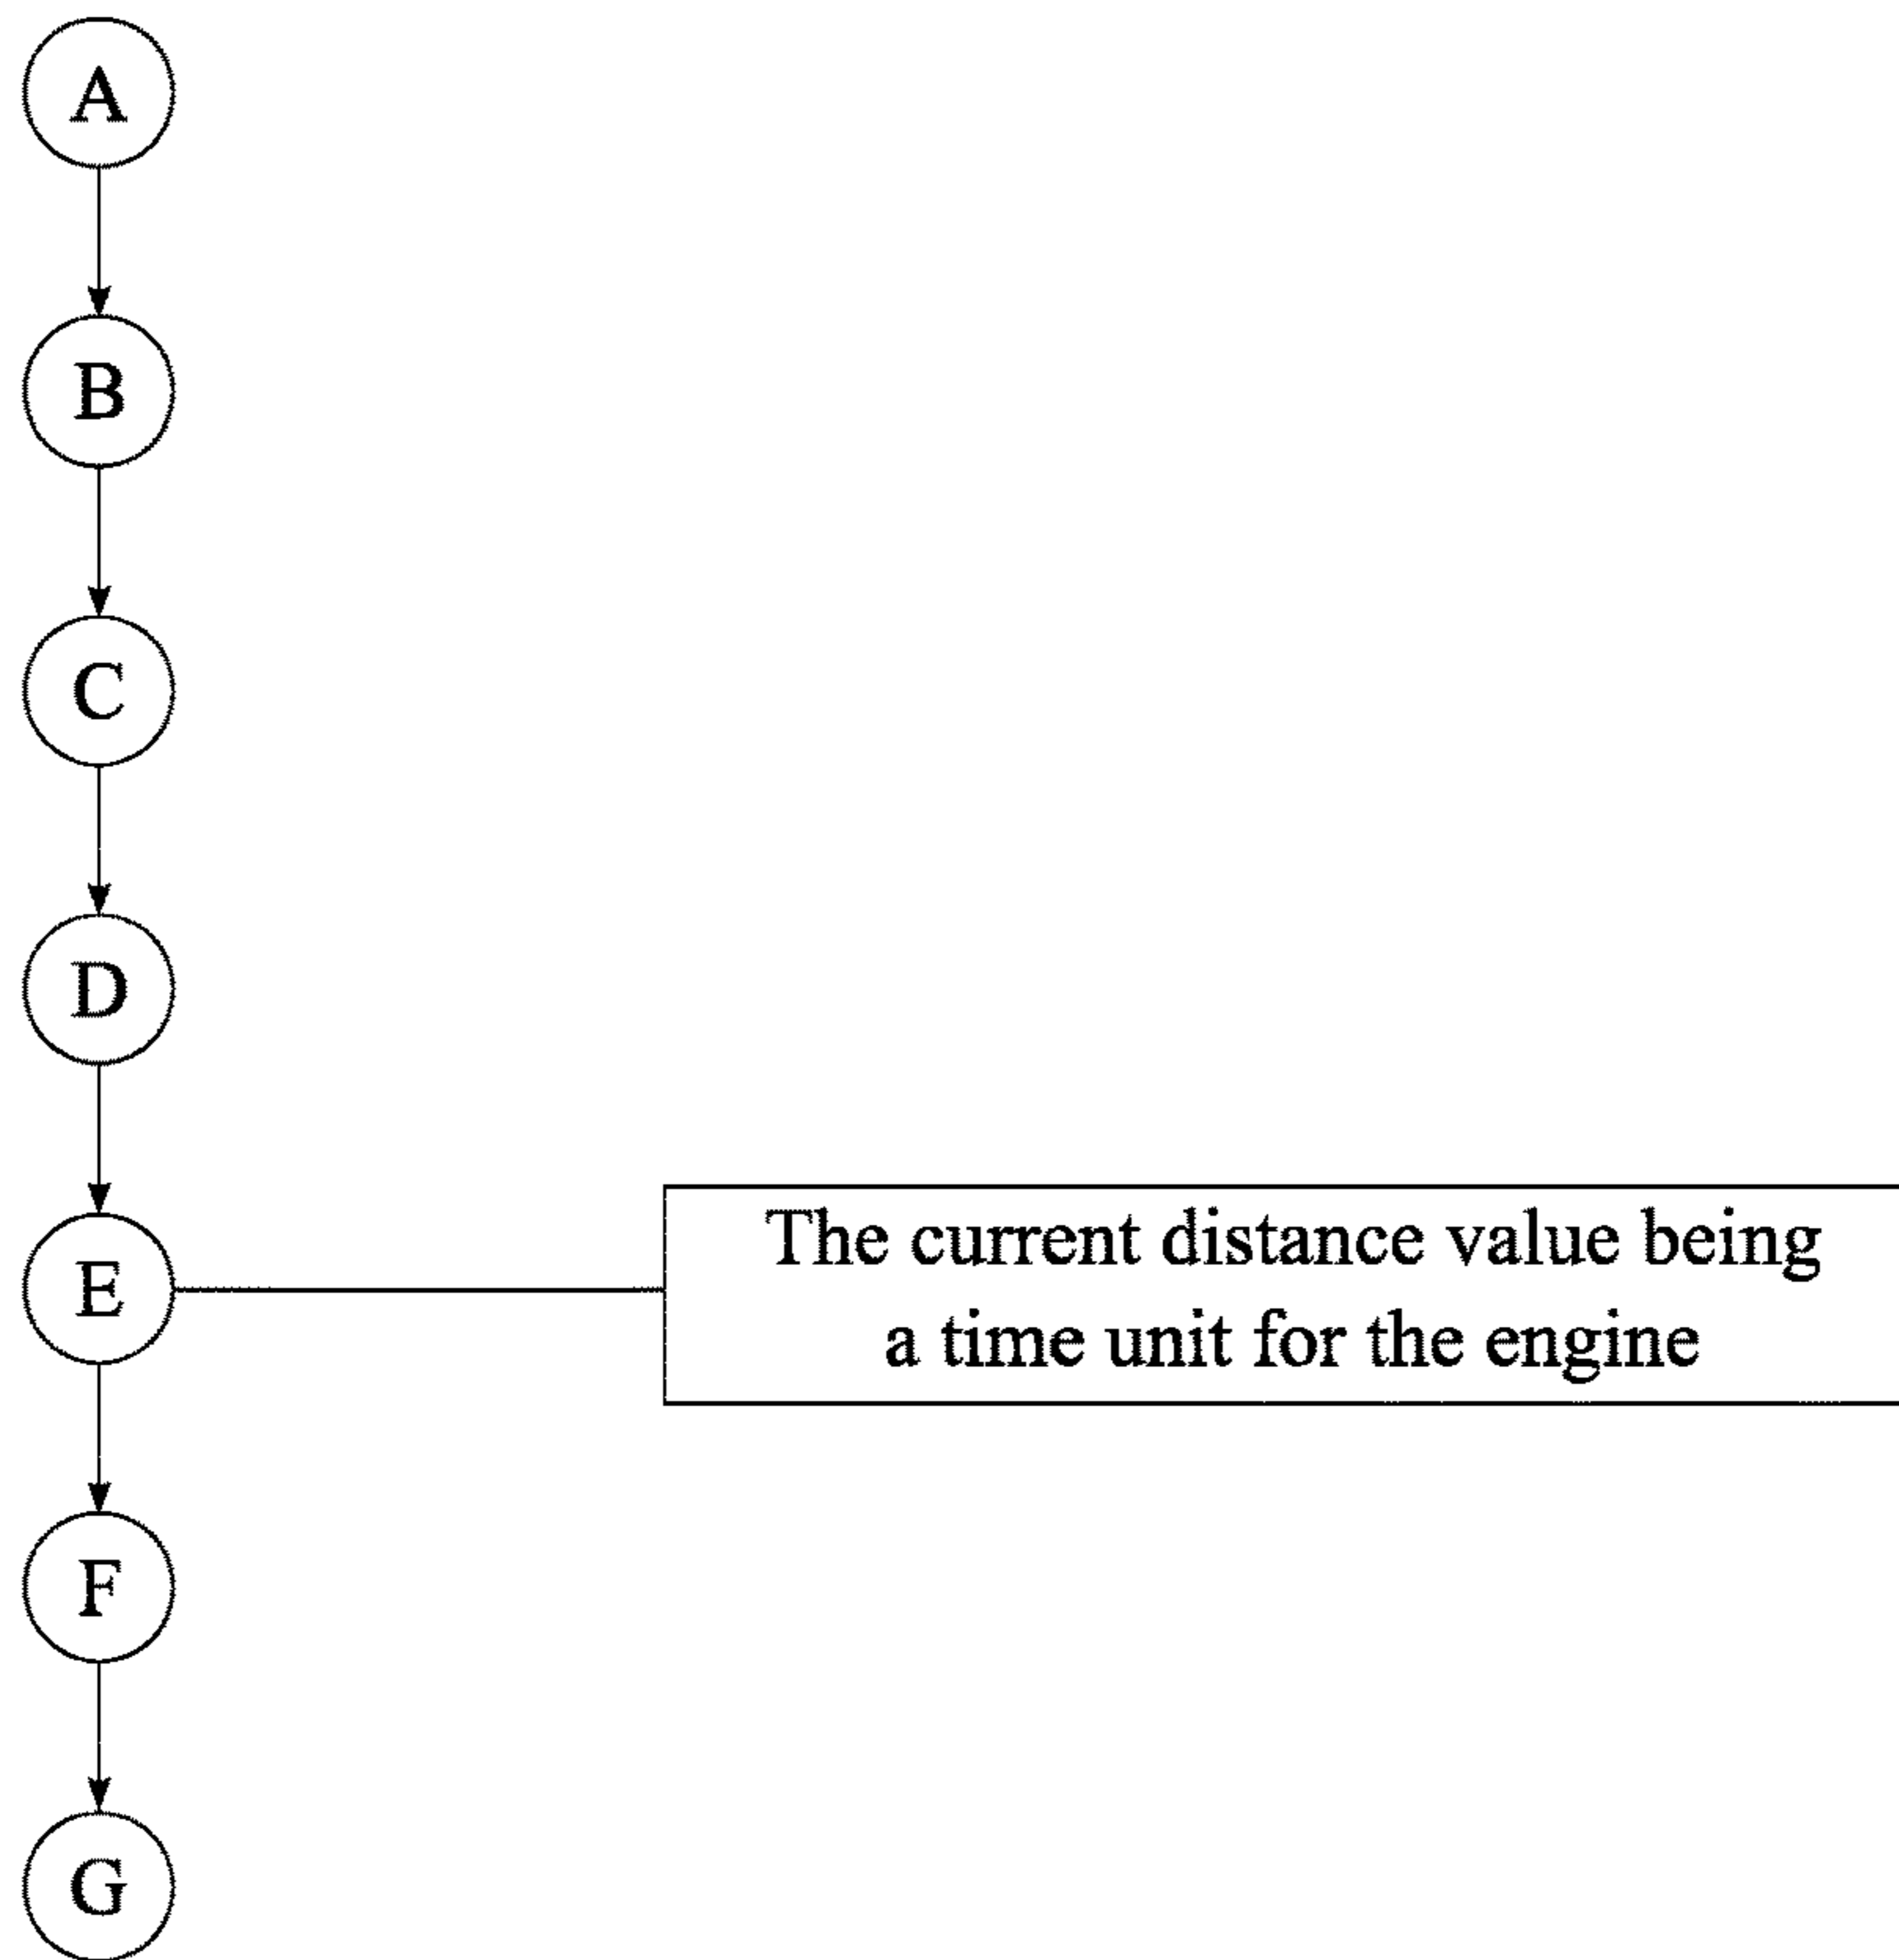 A
B
C
D
E
The current distance value being
a time unit for the engine
F
G